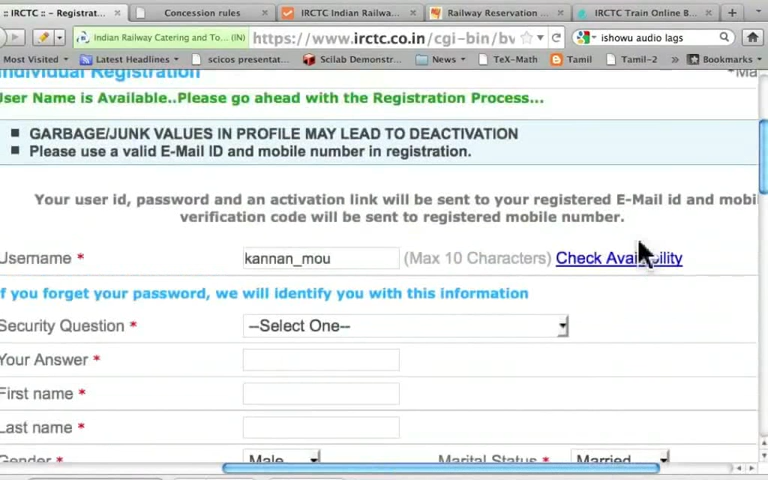 :: IRCTC :: - Registrat...
Concession rules
IRCTC Indian Railwa...
Railway Reservation ...
IRCTC Train Online B...
Indian Railway Catering and To... (IN)
https://www.irctc.co.in/cgi-bin/bv
ishowu audio lags
Most Visited
Latest Headlines
scicos presentat...
Scilab Demonstr...
News
TeX-Math
Tamil
Tamil-2
»
Bookmarks
Individual Registration
User Name is Available..Please go ahead with the Registration Process...
GARBAGE/JUNK VALUES IN PROFILE MAY LEAD TO DEACTIVATION
Please use a valid E-Mail ID and mobile number in registration.
Your user id, password and an activation link will be sent to your registered E-Mail id and mobil
verification code will be sent to registered mobile number.
Username * kannan_mou (Max 10 Characters) Check Availability
If you forget your password, we will identify you with this information
Security Question * --Select One--
Your Answer *
First name *
Last name *
Gender * Male Marital Status * Married